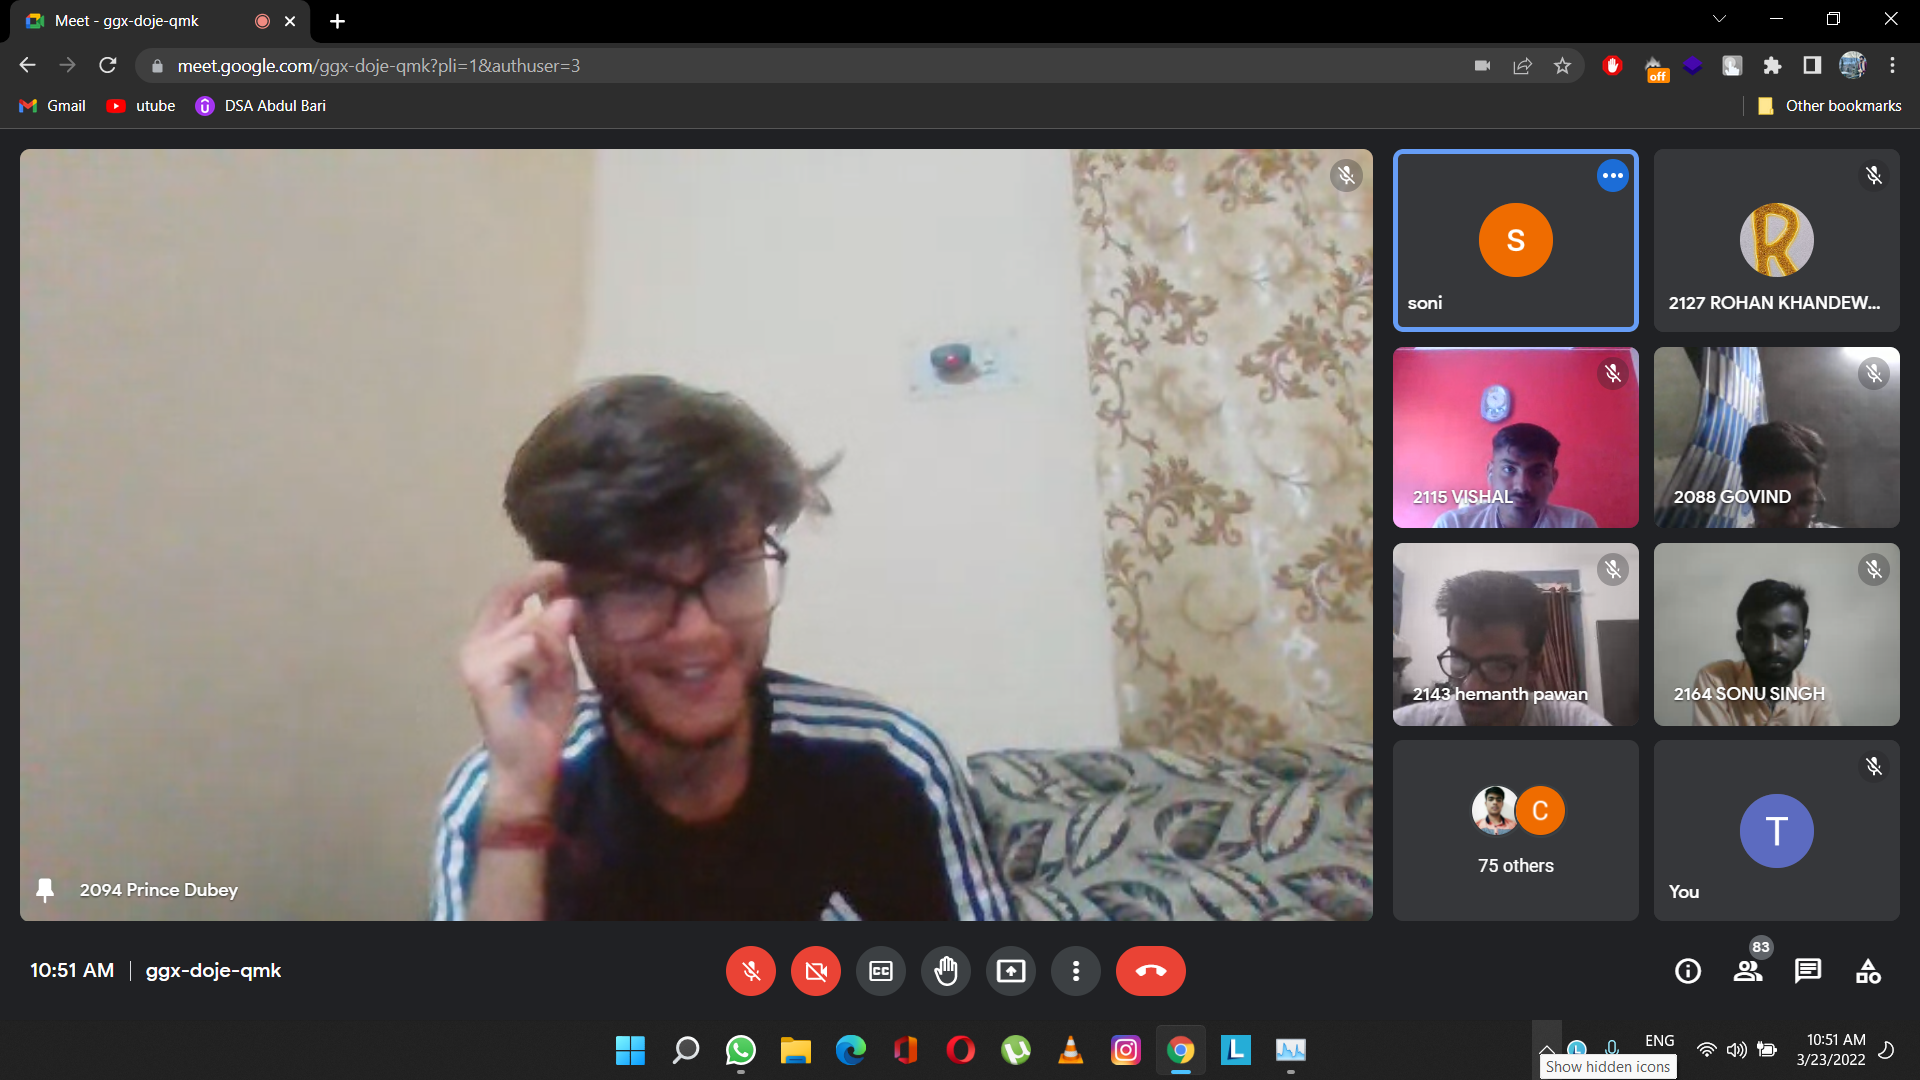 Meet - ggx-doje-qmk
meet.google.com/ggx-doje-qmk?pli=1&authuser=3
off
Gmail
utube
DSA Abdul Bari
Other bookmarks
S
soni
R
2127 ROHAN KHANDEW...
2115 VISHAL
2088 GOVIND
2143 hemanth pawan
2164 SONU SINGH
C
75 others
T
You
2094 Prince Dubey
10:51 AM
ggx-doje-qmk
CC
83
L
L
ENG
10:51 AM
3/23/2022
Show hidden icons